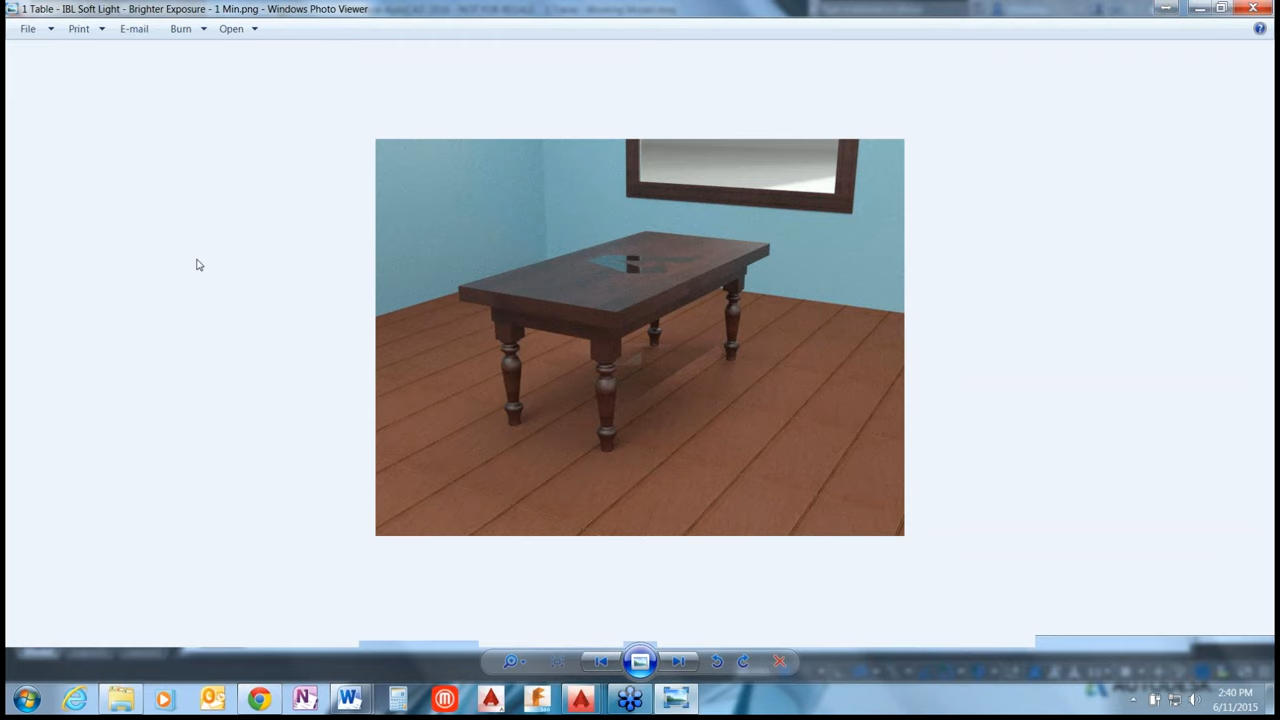 1 Table - IBL Soft Light - Brighter Exposure - 1 Min.png - Windows Photo Viewer
File Print E-mail Burn Open
2:40 PM
6/11/2015